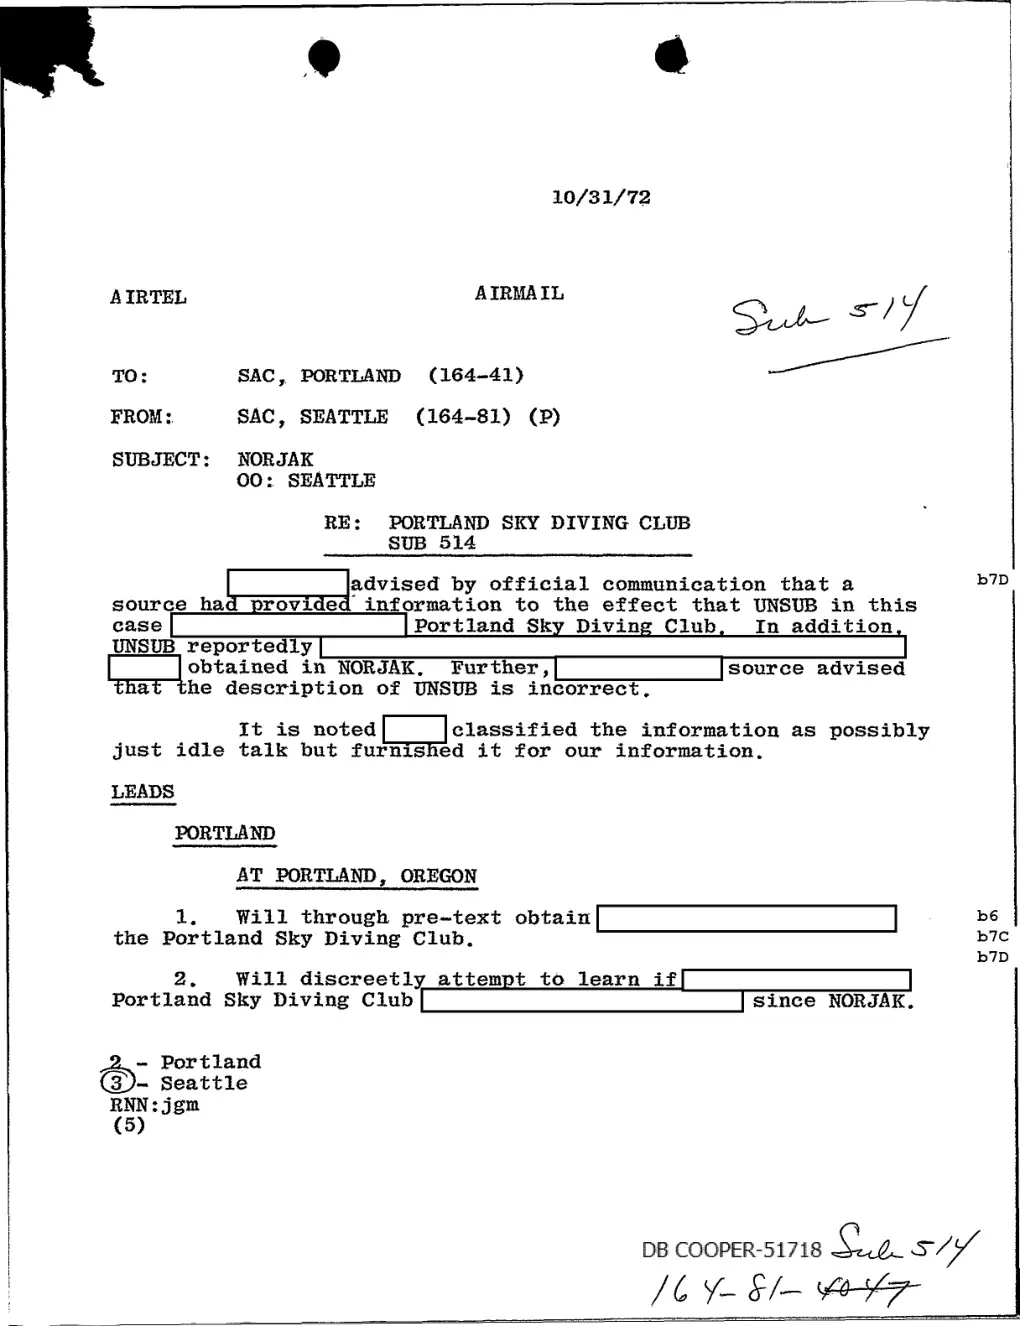 10/31/72
AIRTEL AIRMAIL
Sub 514
TO: SAC, PORTLAND (164-41)
FROM: SAC, SEATTLE (164-81) (P)
SUBJECT: NORJAK
OO: SEATTLE
RE: PORTLAND SKY DIVING CLUB
SUB 514
advised by official communication that a b7D
source had provided information to the effect that UNSUB in this
case Portland Sky Diving Club. In addition,
UNSUB reportedly
obtained in NORJAK. Further, source advised
that the description of UNSUB is incorrect.
It is noted classified the information as possibly
just idle talk but furnished it for our information.
LEADS
PORTLAND
AT PORTLAND, OREGON
1. Will through pre-text obtain b6
the Portland Sky Diving Club. b7C
b7D
2. Will discreetly attempt to learn if
Portland Sky Diving Club since NORJAK.
2 - Portland
3 - Seattle
RNN:jgm
(5)
DB COOPER-51718 Sub 514
164-81-4047